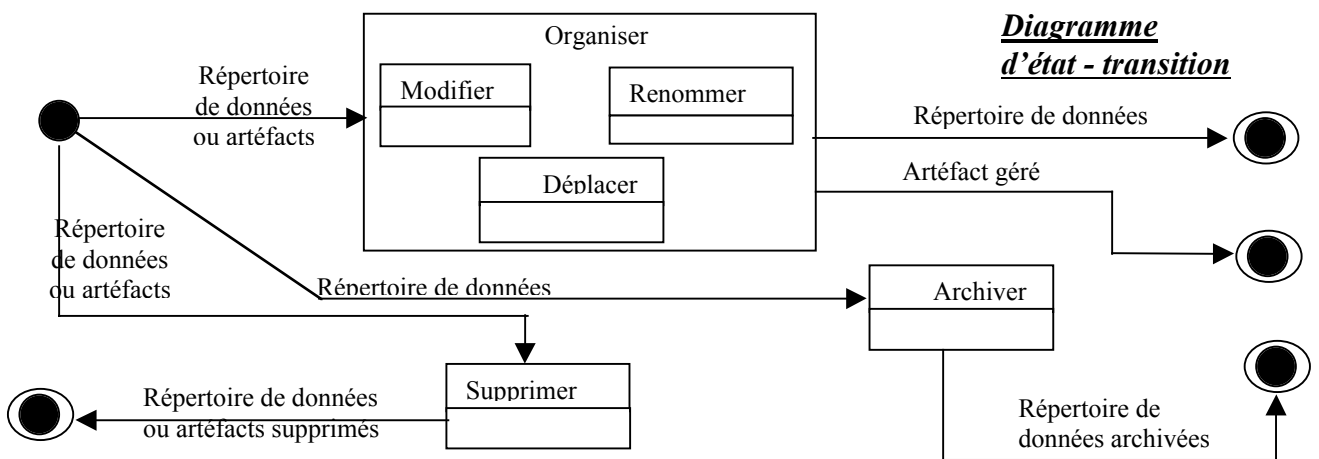 Diagramme
d’état - transition
Organiser
Répertoire
de données
ou artéfacts
Modifier
Renommer
Déplacer
Répertoire de données
Artéfact géré
Répertoire
de données
ou artéfacts
Répertoire de données
Archiver
Supprimer
Répertoire de données
ou artéfacts supprimés
Répertoire de
données archivées